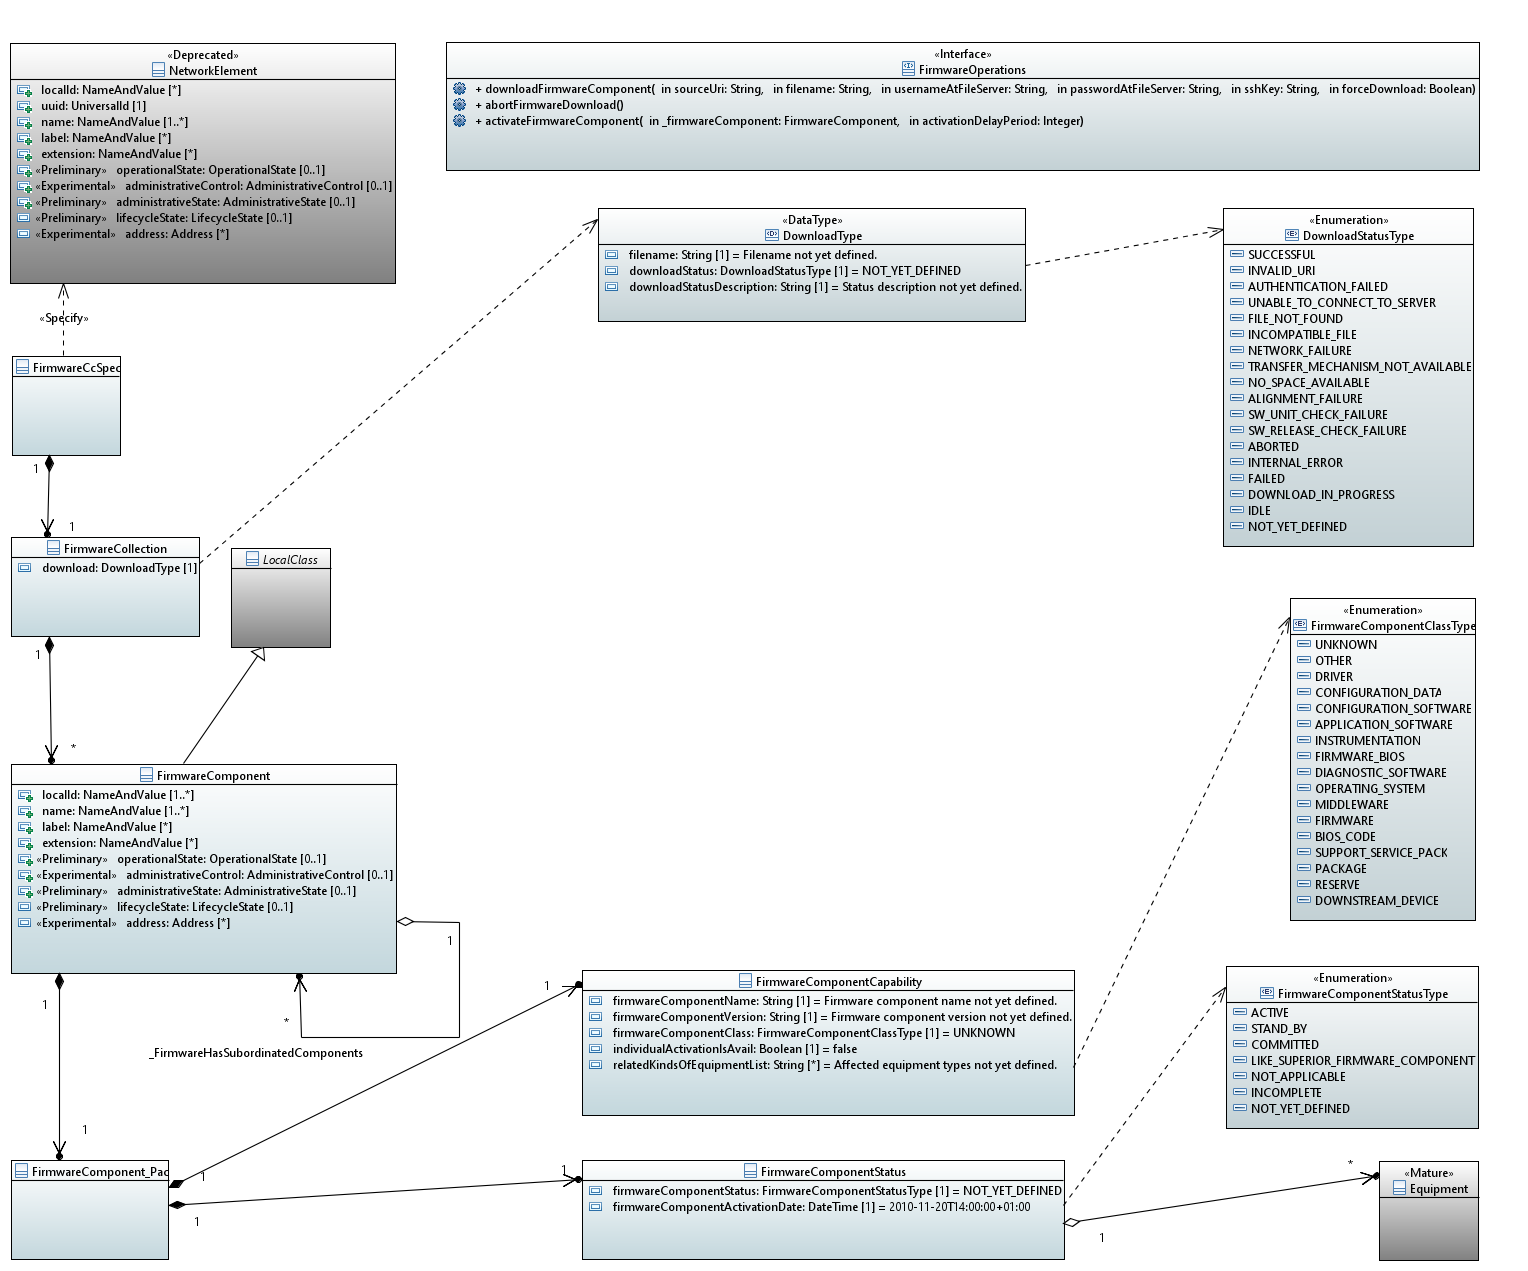 «Deprecated»
NetworkElement
localId: NameAndValue [*]
uuid: UniversalId [1]
name: NameAndValue [1..*]
label: NameAndValue [*]
extension: NameAndValue [*]
«Preliminary» operationalState: OperationalState [0..1]
«Experimental» administrativeControl: AdministrativeControl [0..1]
«Preliminary» administrativeState: AdministrativeState [0..1]
«Preliminary» lifecycleState: LifecycleState [0..1]
«Experimental» address: Address [*]
«Interface»
FirmwareOperations
+ downloadFirmwareComponent( in sourceUri: String, in filename: String, in usernameAtFileServer: String, in passwordAtFileServer: String, in sshKey: String, in forceDownload: Boolean)
+ abortFirmwareDownload()
+ activateFirmwareComponent( in _firmwareComponent: FirmwareComponent, in activationDelayPeriod: Integer)
«DataType»
DownloadType
filename: String [1] = Filename not yet defined.
downloadStatus: DownloadStatusType [1] = NOT_YET_DEFINED
downloadStatusDescription: String [1] = Status description not yet defined.
«Enumeration»
DownloadStatusType
SUCCESSFUL
INVALID_URI
AUTHENTICATION_FAILED
UNABLE_TO_CONNECT_TO_SERVER
FILE_NOT_FOUND
INCOMPATIBLE_FILE
NETWORK_FAILURE
TRANSFER_MECHANISM_NOT_AVAILABLE
NO_SPACE_AVAILABLE
ALIGNMENT_FAILURE
SW_UNIT_CHECK_FAILURE
SW_RELEASE_CHECK_FAILURE
ABORTED
INTERNAL_ERROR
FAILED
DOWNLOAD_IN_PROGRESS
IDLE
NOT_YET_DEFINED
«Specify»
FirmwareCcSpec
1
1
FirmwareCollection
download: DownloadType [1]
LocalClass
1
*
FirmwareComponent
localId: NameAndValue [1..*]
name: NameAndValue [1..*]
label: NameAndValue [*]
extension: NameAndValue [*]
«Preliminary» operationalState: OperationalState [0..1]
«Experimental» administrativeControl: AdministrativeControl [0..1]
«Preliminary» administrativeState: AdministrativeState [0..1]
«Preliminary» lifecycleState: LifecycleState [0..1]
«Experimental» address: Address [*]
1
*
_FirmwareHasSubordinatedComponents
«Enumeration»
FirmwareComponentClassType
UNKNOWN
OTHER
DRIVER
CONFIGURATION_DATA
CONFIGURATION_SOFTWARE
APPLICATION_SOFTWARE
INSTRUMENTATION
FIRMWARE_BIOS
DIAGNOSTIC_SOFTWARE
OPERATING_SYSTEM
MIDDLEWARE
FIRMWARE
BIOS_CODE
SUPPORT_SERVICE_PACK
PACKAGE
RESERVE
DOWNSTREAM_DEVICE
1
1
1
FirmwareComponentCapability
firmwareComponentName: String [1] = Firmware component name not yet defined.
firmwareComponentVersion: String [1] = Firmware component version not yet defined.
firmwareComponentClass: FirmwareComponentClassType [1] = UNKNOWN
individualActivationIsAvail: Boolean [1] = false
relatedKindsOfEquipmentList: String [*] = Affected equipment types not yet defined.
«Enumeration»
FirmwareComponentStatusType
ACTIVE
STAND_BY
COMMITTED
LIKE_SUPERIOR_FIRMWARE_COMPONENT
NOT_APPLICABLE
INCOMPLETE
NOT_YET_DEFINED
FirmwareComponent_Pac
1
1
1
FirmwareComponentStatus
firmwareComponentStatus: FirmwareComponentStatusType [1] = NOT_YET_DEFINED
firmwareComponentActivationDate: DateTime [1] = 2010-11-20T14:00:00+01:00
1
*
«Mature»
Equipment